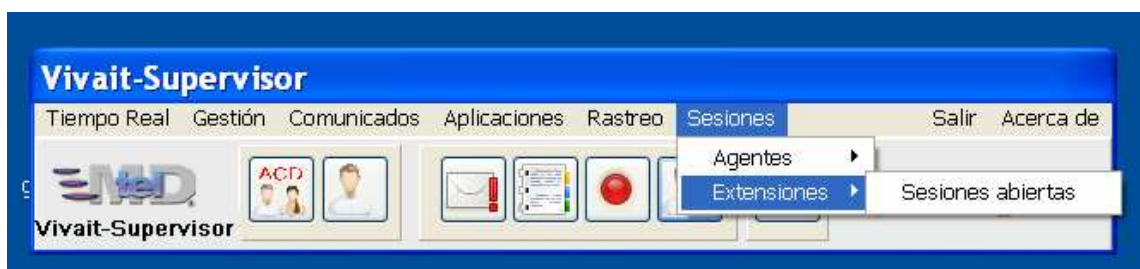 Vivait-Supervisor
Tiempo Real Gestión Comunicados Aplicaciones Rastreo Sesiones Salir Acerca de
MteD
ACD
Agentes
Extensiones Sesiones abiertas
Vivait-Supervisor